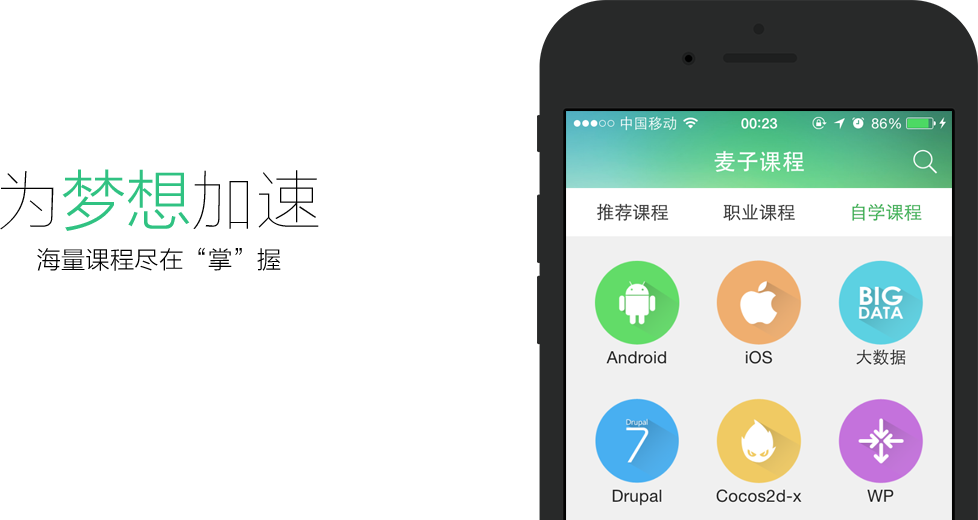 为梦想加速
海量课程尽在“掌”握
中国移动 00:23 86%
麦子课程
推荐课程 职业课程 自学课程
BIG
DATA
Android iOS 大数据
Drupal
7
Drupal Cocos2d-x WP